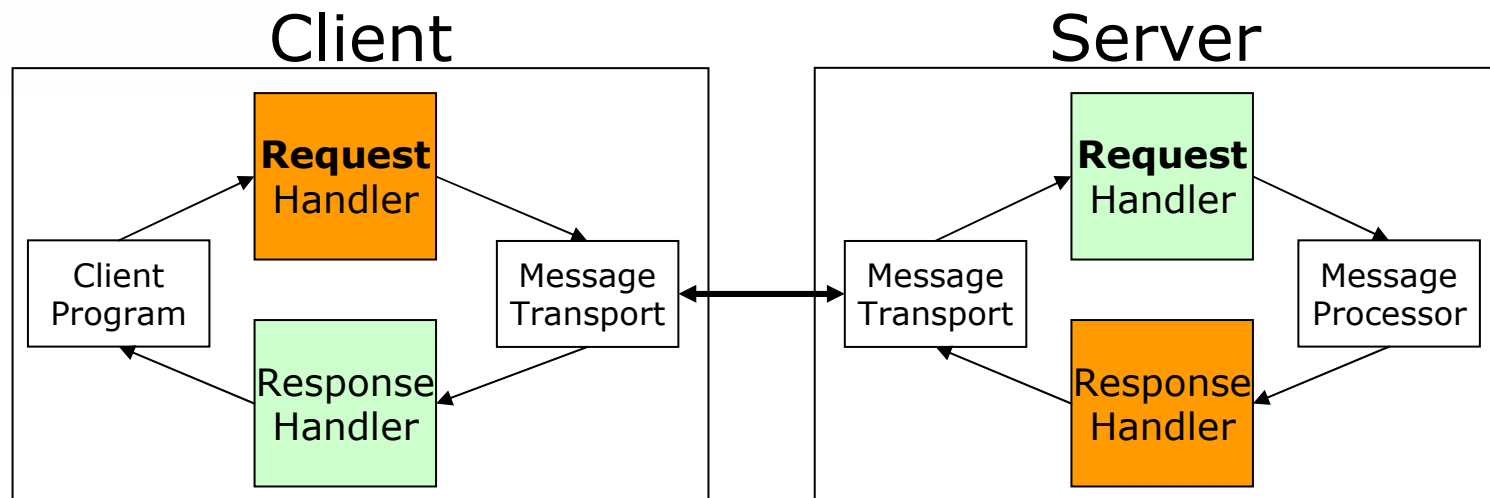 Client
Request
Handler
Client
Program
Message
Transport
Response
Handler
Server
Request
Handler
Message
Transport
Message
Processor
Response
Handler